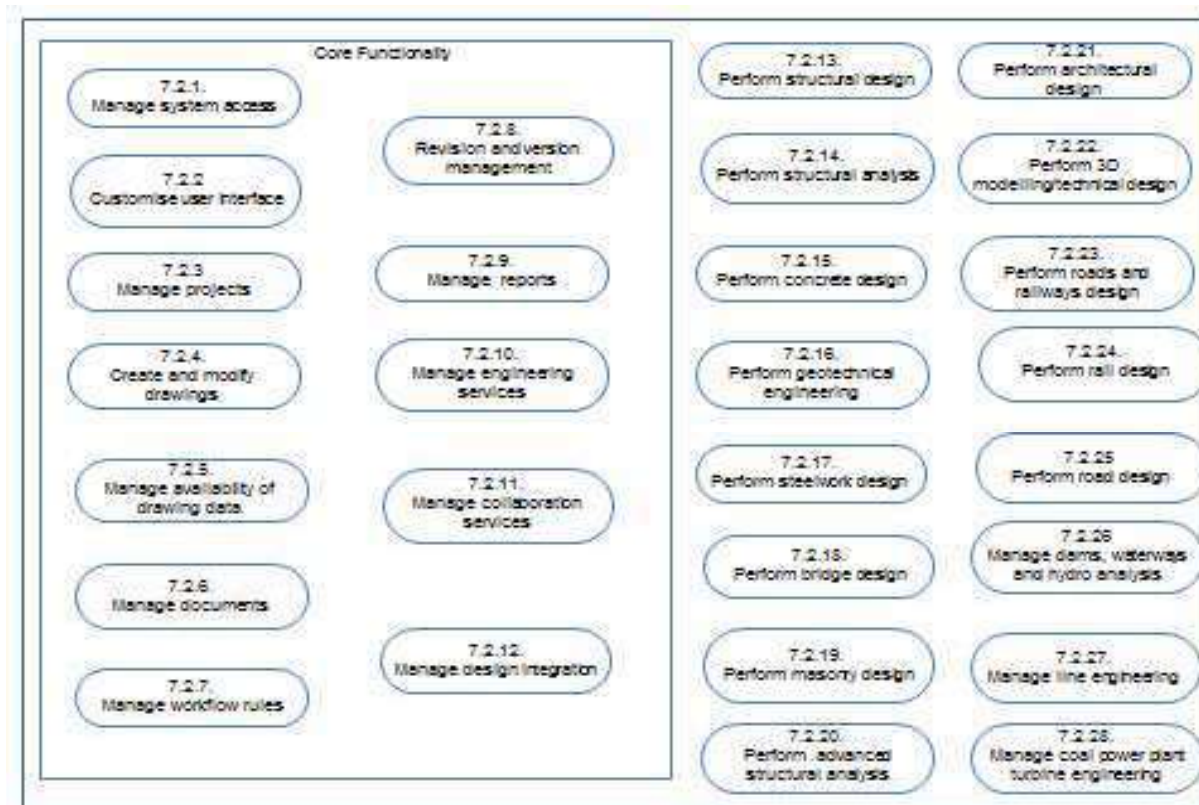 Core Functionality
7.2.1.
Manage system access
7.2.2
Customise user interface
7.2.3
Manage projects
7.2.4.
Create and modify
drawings
7.2.5.
Manage availability of
drawing data
7.2.6.
Manage documents
7.2.7.
Manage workflow rules
7.2.8.
Revision and version
management
7.2.9.
Manage reports
7.2.10.
Manage engineering
services
7.2.11.
Manage collaboration
services
7.2.12.
Manage design integration
7.2.13.
Perform structural design
7.2.14.
Perform structural analysis
7.2.15.
Perform concrete design
7.2.16.
Perform geotechnical
engineering
7.2.17.
Perform steelwork design
7.2.18.
Perform bridge design
7.2.19.
Perform masonry design
7.2.20.
Perform advanced
structural analysis
7.2.21.
Perform architectural
design
7.2.22.
Perform 3D
modelling/technical design
7.2.23.
Perform roads and
railways design
7.2.24.
Perform rail design
7.2.25
Perform road design
7.2.26
Manage dams, waterways
and hydro analysis
7.2.27.
Manage line engineering
7.2.28.
Manage coal power plant
turbine engineering